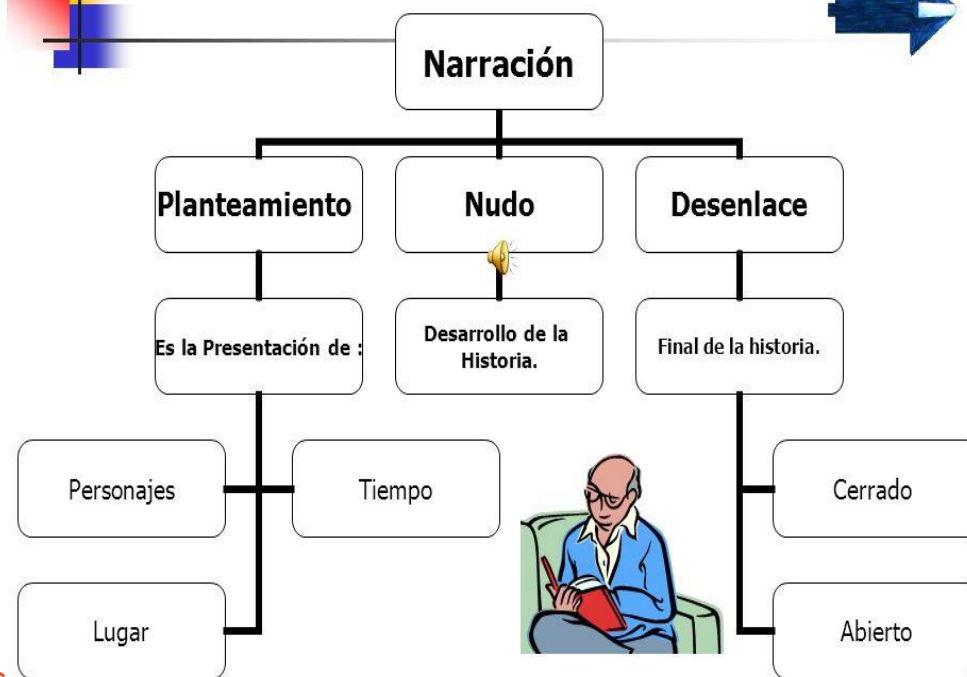 Narración
Planteamiento
Nudo
Desenlace
Es la Presentación de :
Desarrollo de la
Historia.
Final de la historia.
Personajes
Tiempo
Cerrado
Lugar
Abierto